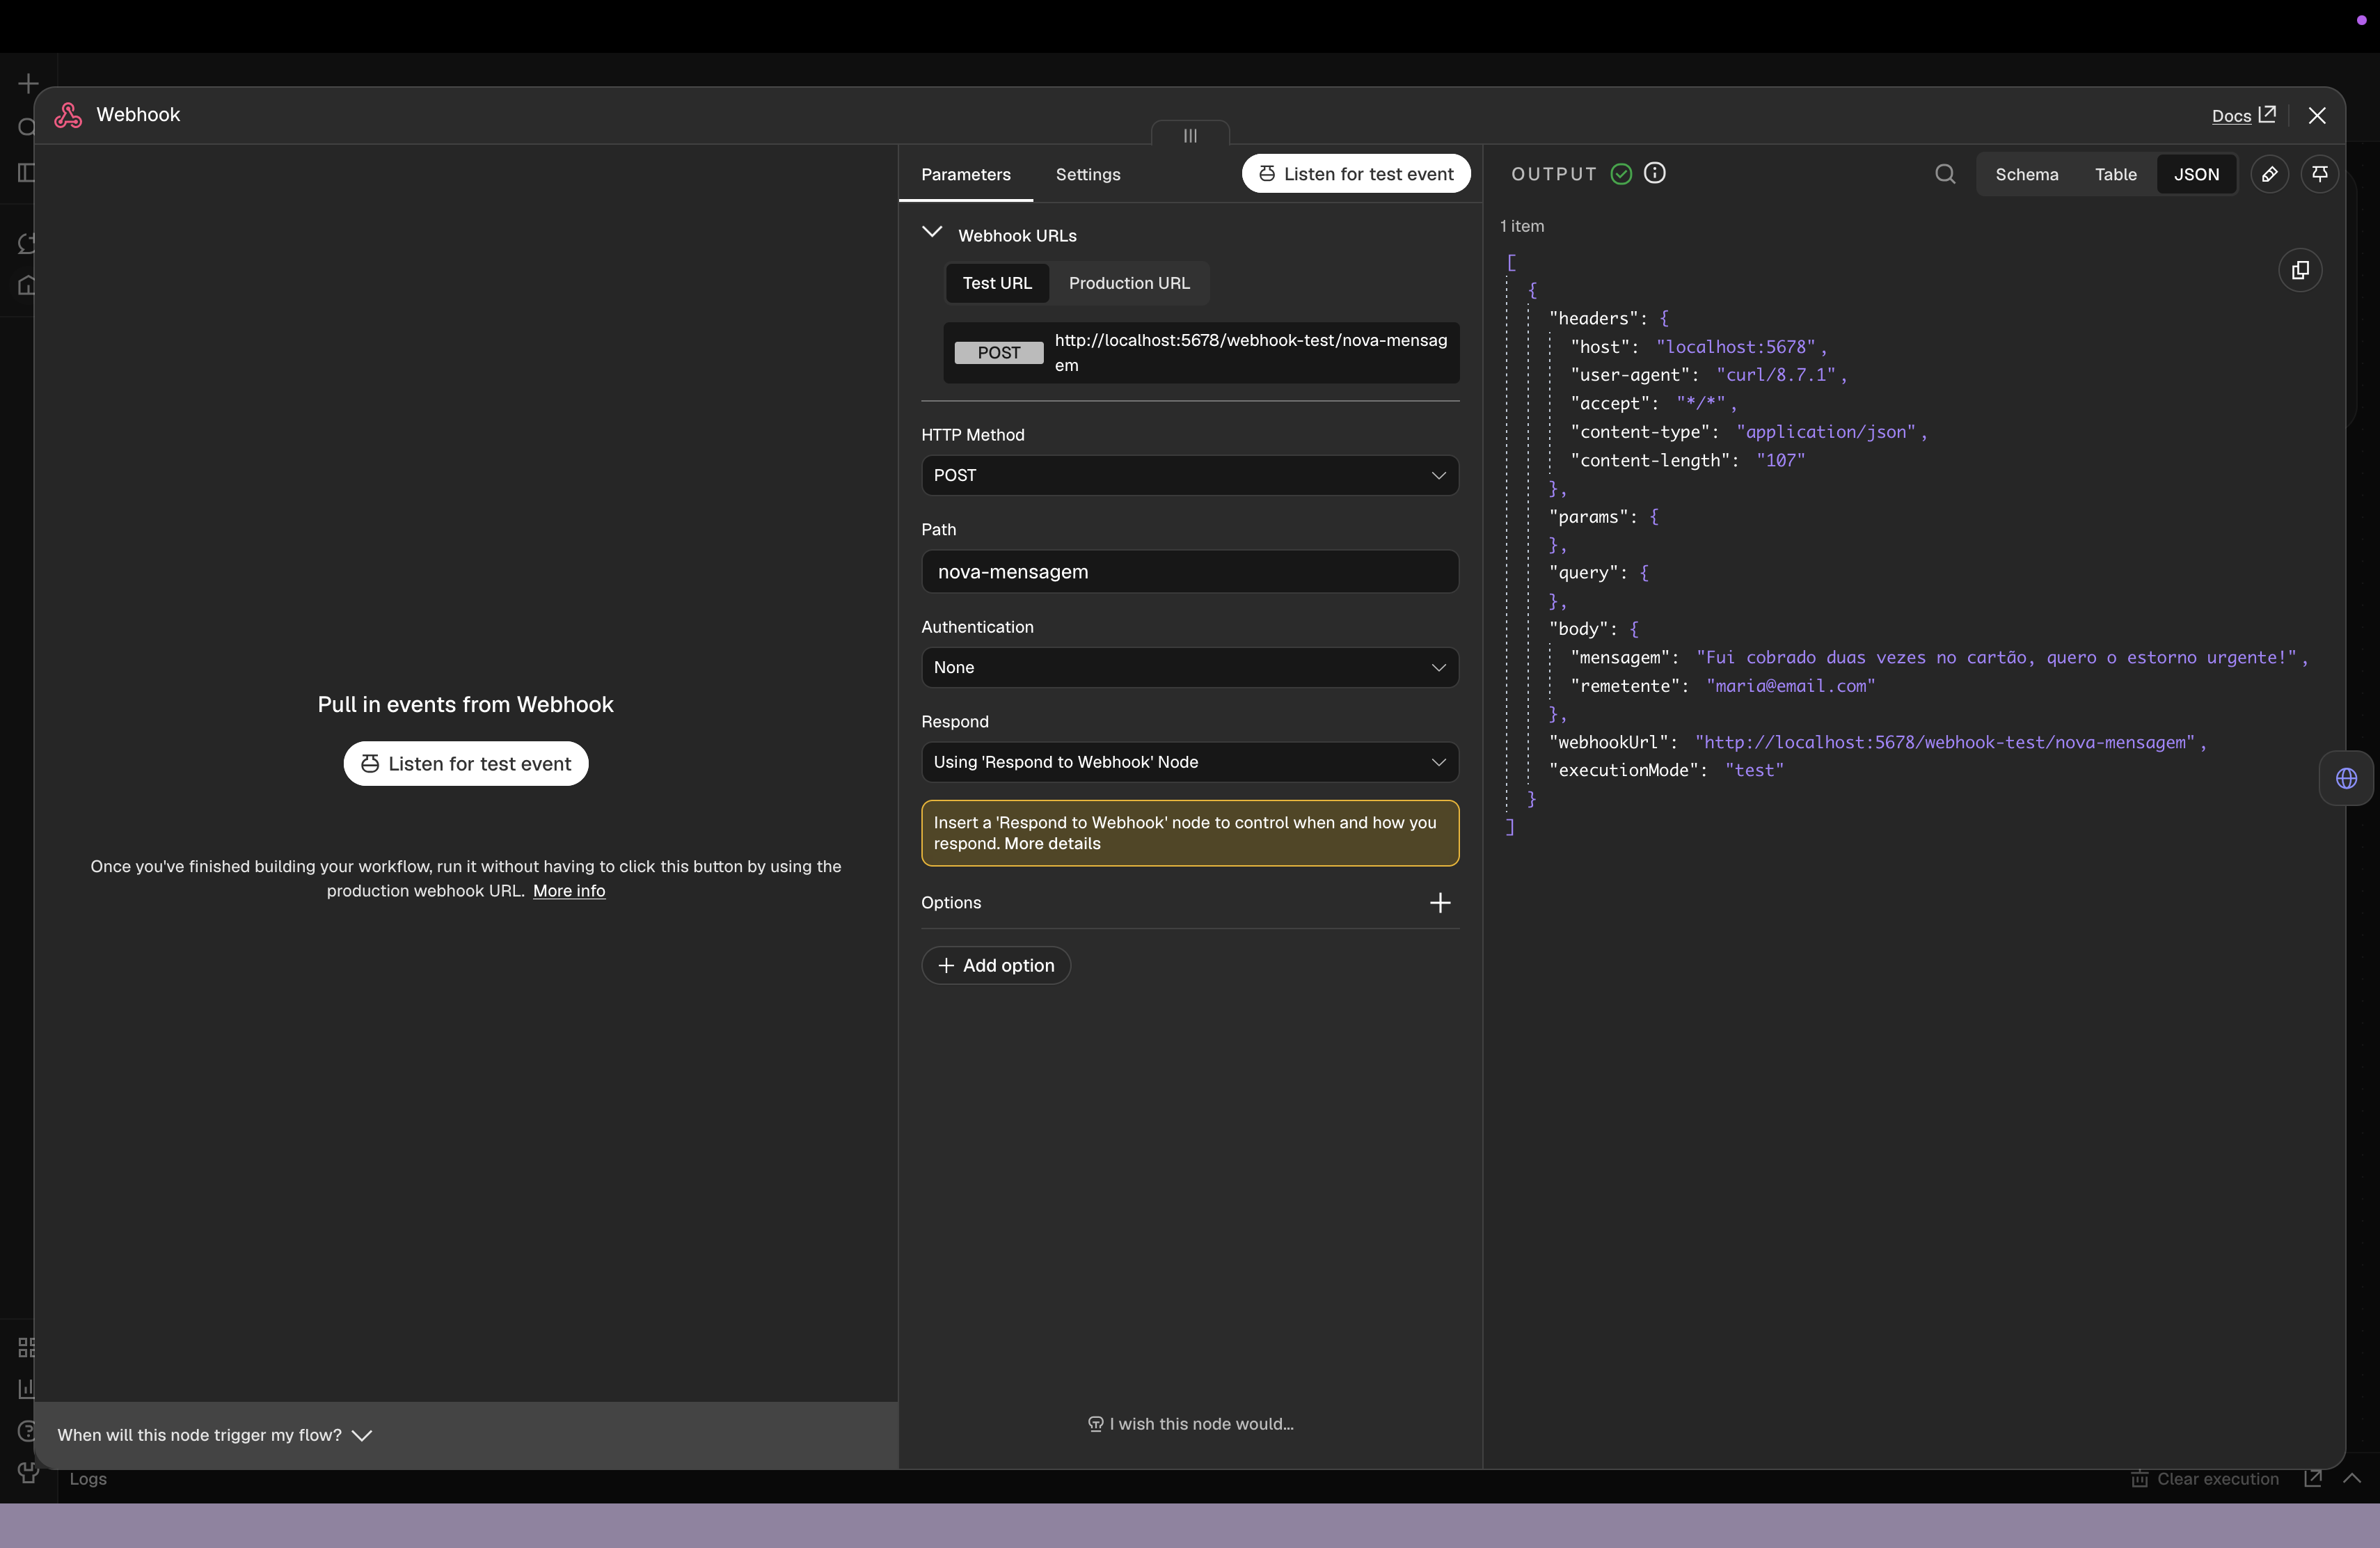 Webhook
Docs
Parameters
Settings
Listen for test event
Webhook URLs
Test URL
Production URL
POST
http://localhost:5678/webhook-test/nova-mensag
em
HTTP Method
POST
Path
nova-mensagem
Authentication
None
Respond
Using 'Respond to Webhook' Node
Insert a 'Respond to Webhook' node to control when and how you
respond. More details
Options
Add option
I wish this node would...
Pull in events from Webhook
Listen for test event
Once you've finished building your workflow, run it without having to click this button by using the
production webhook URL. More info
When will this node trigger my flow?
OUTPUT
Schema
Table
JSON
1 item
[
{
"headers": {
"host": "localhost:5678",
"user-agent": "curl/8.7.1",
"accept": "*/*",
"content-type": "application/json",
"content-length": "107"
},
"params": {
},
"query": {
},
"body": {
"mensagem": "Fui cobrado duas vezes no cartão, quero o estorno urgente!",
"remetente": "maria@email.com"
},
"webhookUrl": "http://localhost:5678/webhook-test/nova-mensagem",
"executionMode": "test"
}
]
Logs
Clear execution